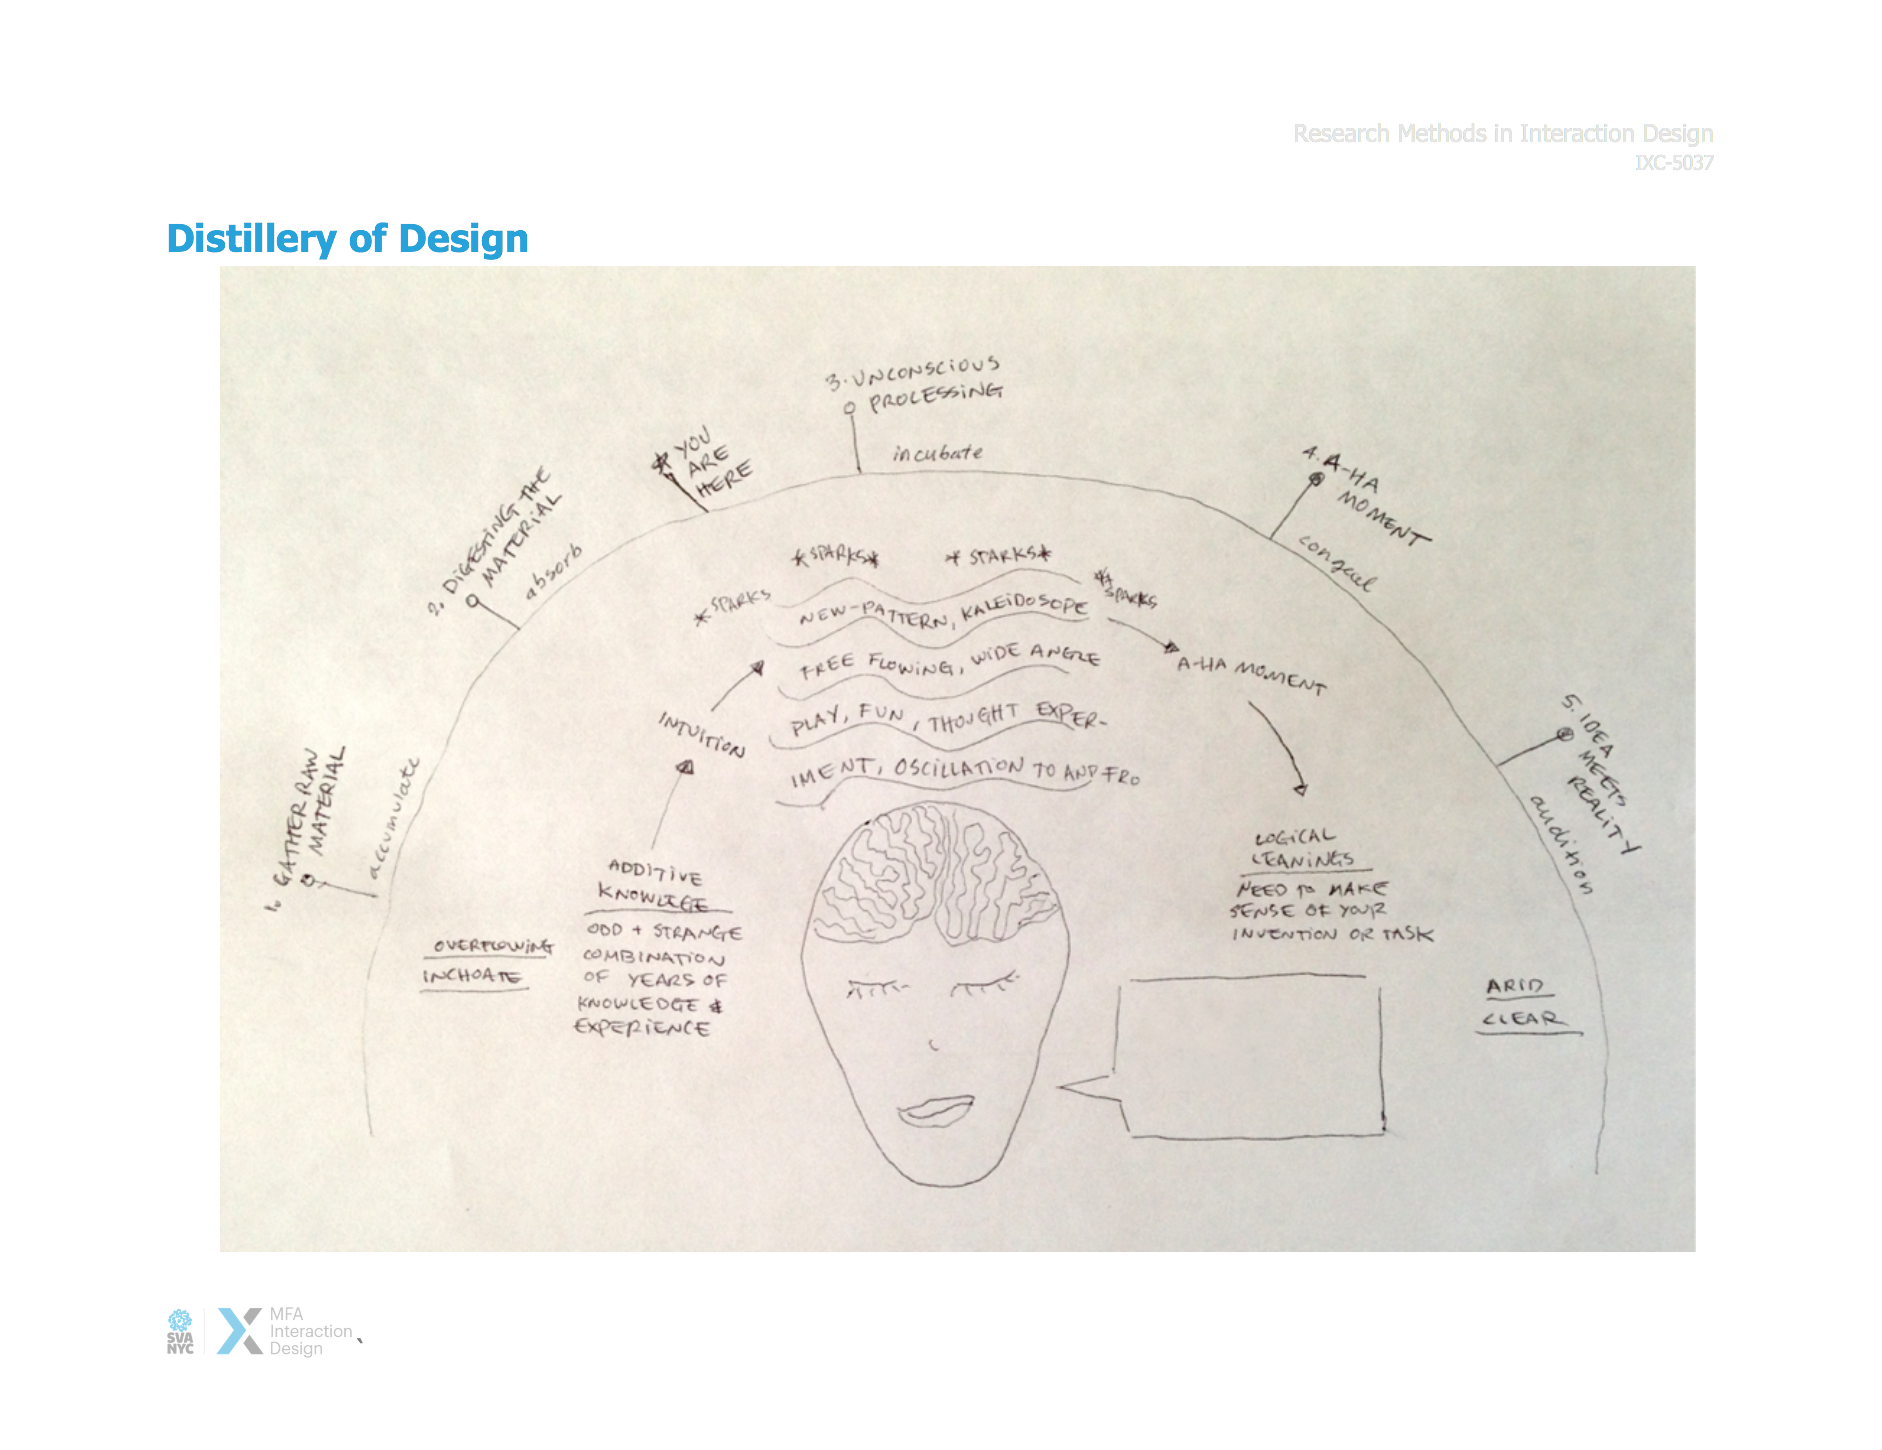 Research Methods in Interaction Design
IXC-5037
Distillery of Design
1. GATHER RAW
MATERIAL
accumulate
2. DIGESTING THE
MATERIAL
absorb
* YOU
ARE
HERE
3. UNCONSCIOUS
PROCESSING
incubate
4. A-HA
MOMENT
congeal
5. IDEA
MEETS
REALITY
audition
OVERFLOWING
INCHOATE
ADDITIVE
KNOWLEGE
ODD + STRANGE
COMBINATION
OF YEARS OF
KNOWLEDGE &
EXPERIENCE
INTUITION
*SPARKS
*SPARKS*
*SPARKS*
**SPARKS
NEW-PATTERN, KALEIDOSOPE
FREE FLOWING, WIDE ANGLE
PLAY, FUN, THOUGHT EXPER-
IMENT, OSCILLATION TO AND FRO
A-HA MOMENT
LOGICAL
LEANINGS
NEED TO MAKE
SENSE OF YOUR
INVENTION OR TASK
ARID
CLEAR
SVA
NYC
MFA
Interaction
Design